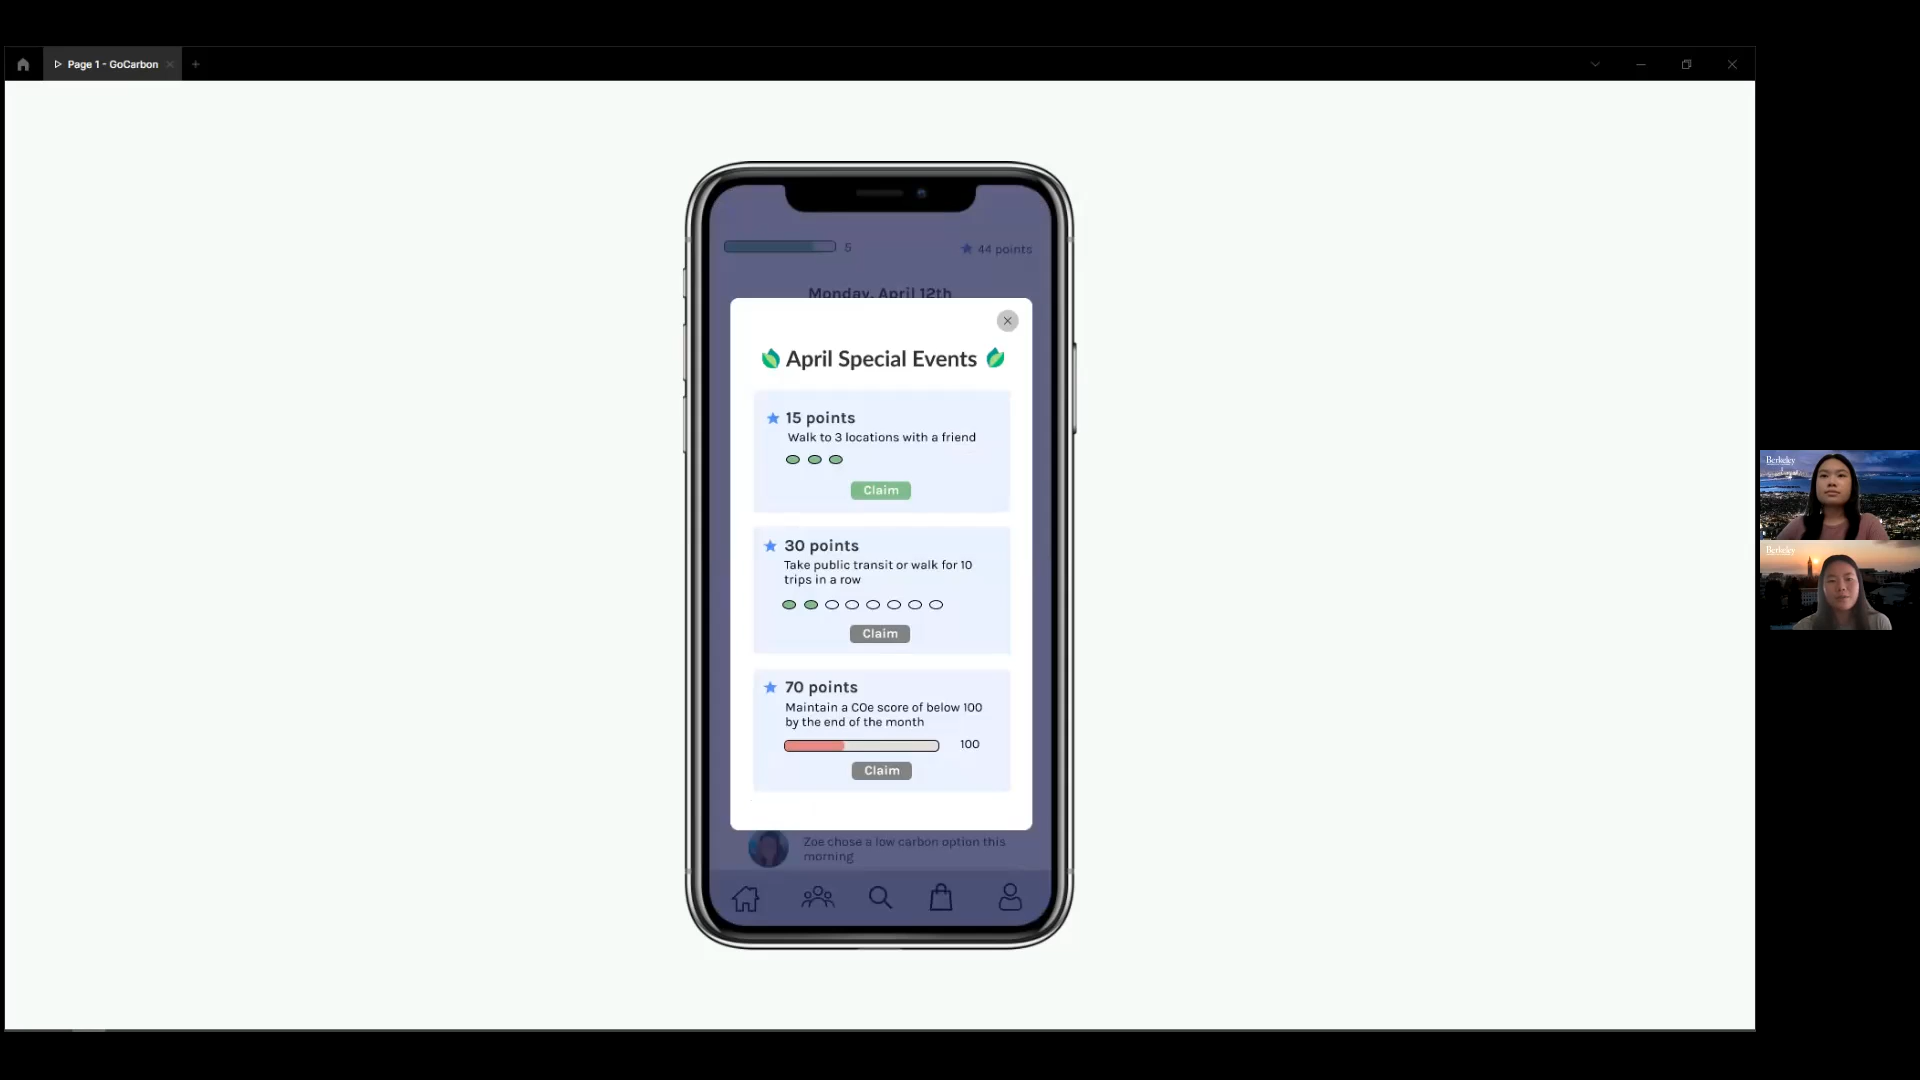 Page 1 - GoCarbon
5
44 points
Monday, April 12th
April Special Events
15 points
Walk to 3 locations with a friend
Claim
30 points
Take public transit or walk for 10
trips in a row
Claim
70 points
Maintain a COe score of below 100
by the end of the month
100
Claim
Zoe chose a low carbon option this
morning
Berkeley
Berkeley